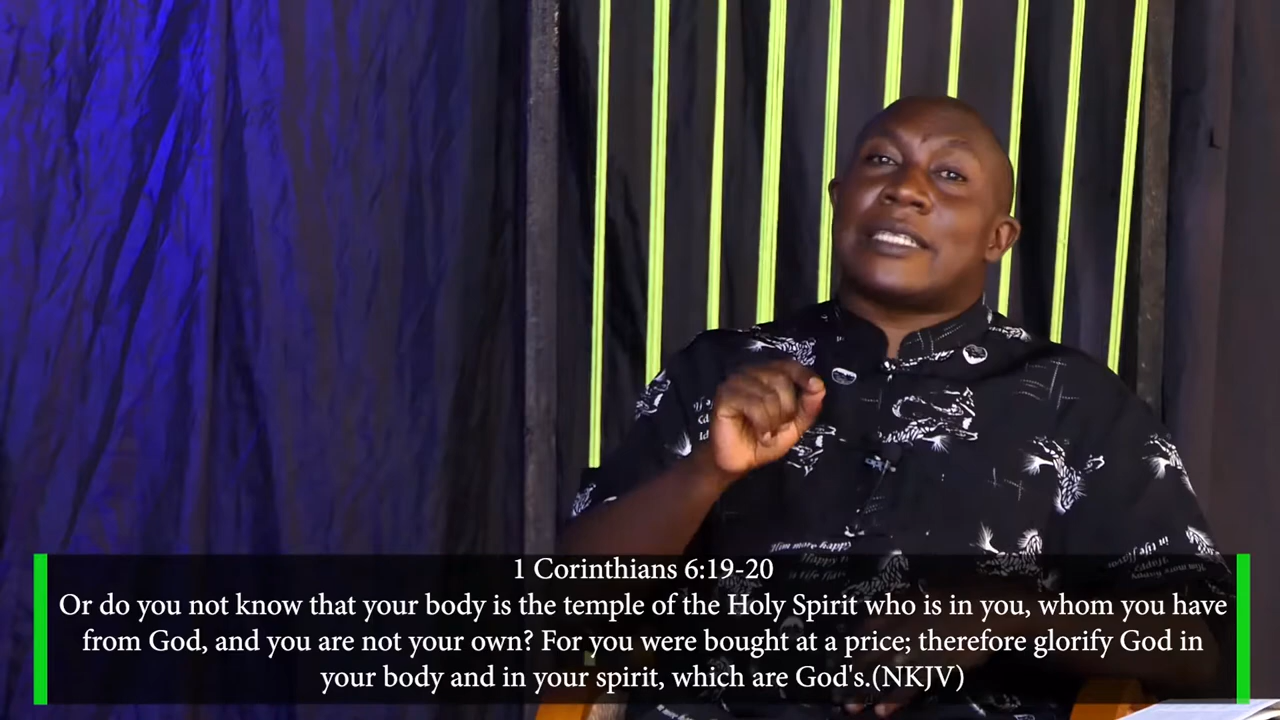 1 Corinthians 6:19-20
Or do you not know that your body is the temple of the Holy Spirit who is in you, whom you have
from God, and you are not your own? For you were bought at a price; therefore glorify God in
your body and in your spirit, which are God's.(NKJV)